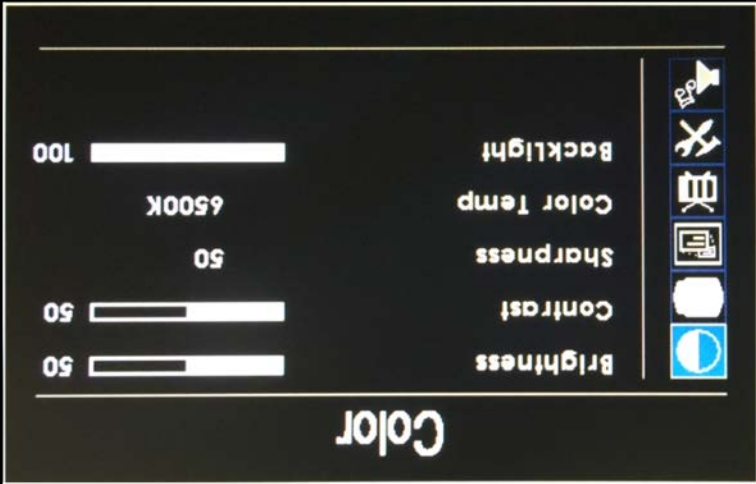 Color
Brightness 50
Contrast 50
Sharpness 50
Color Temp 6500K
BackLight 100